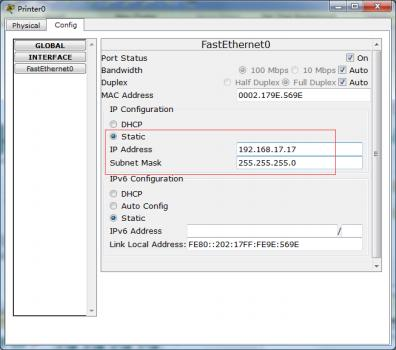 Printer0
Physical Config
GLOBAL
INTERFACE
FastEthernet0
FastEthernet0
Port Status On
Bandwidth 100 Mbps 10 Mbps Auto
Duplex Half Duplex Full Duplex Auto
MAC Address 0002.179E.569E
IP Configuration
DHCP
Static
IP Address 192.168.17.17
Subnet Mask 255.255.255.0
IPv6 Configuration
DHCP
Auto Config
Static
IPv6 Address /
Link Local Address: FE80::202:17FF:FE9E:569E